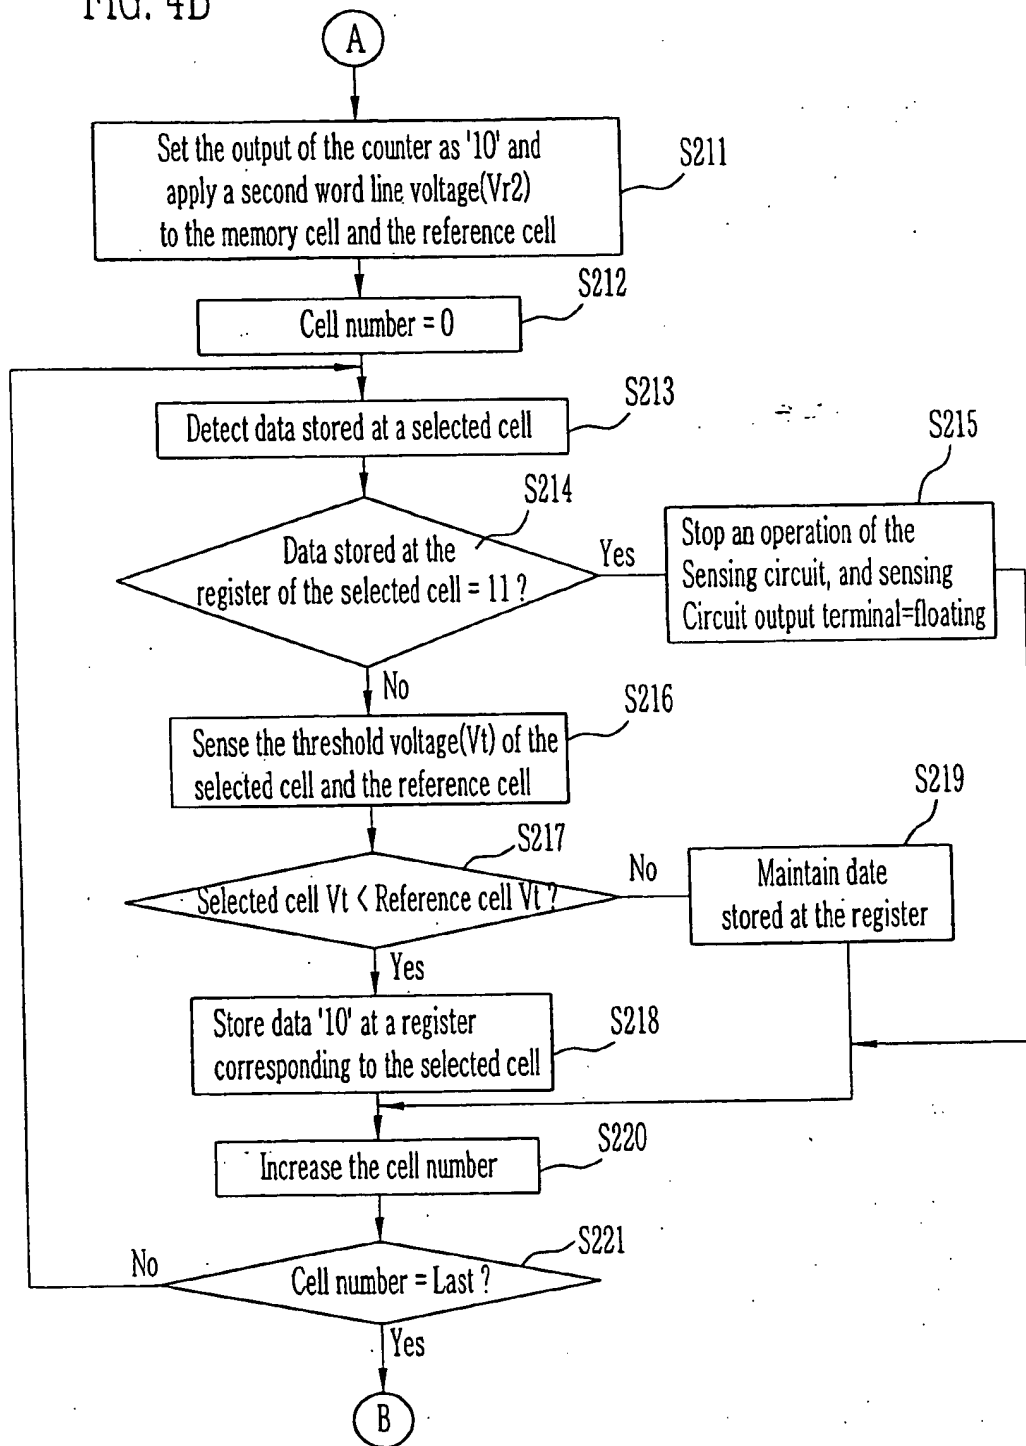 FIG. 4B
A
Set the output of the counter as '10' and
apply a second word line voltage(Vr2)
to the memory cell and the reference cell
S211
Cell number = 0
S212
Detect data stored at a selected cell
S213
Data stored at the
register of the selected cell = 11 ?
S214
Yes
Stop an operation of the
Sensing circuit, and sensing
Circuit output terminal=floating
S215
No
Sense the threshold voltage(Vt) of the
selected cell and the reference cell
S216
Selected cell Vt < Reference cell Vt ?
S217
No
Maintain date
stored at the register
S219
Yes
Store data '10' at a register
corresponding to the selected cell
S218
Increase the cell number
S220
Cell number = Last ?
S221
No
Yes
B